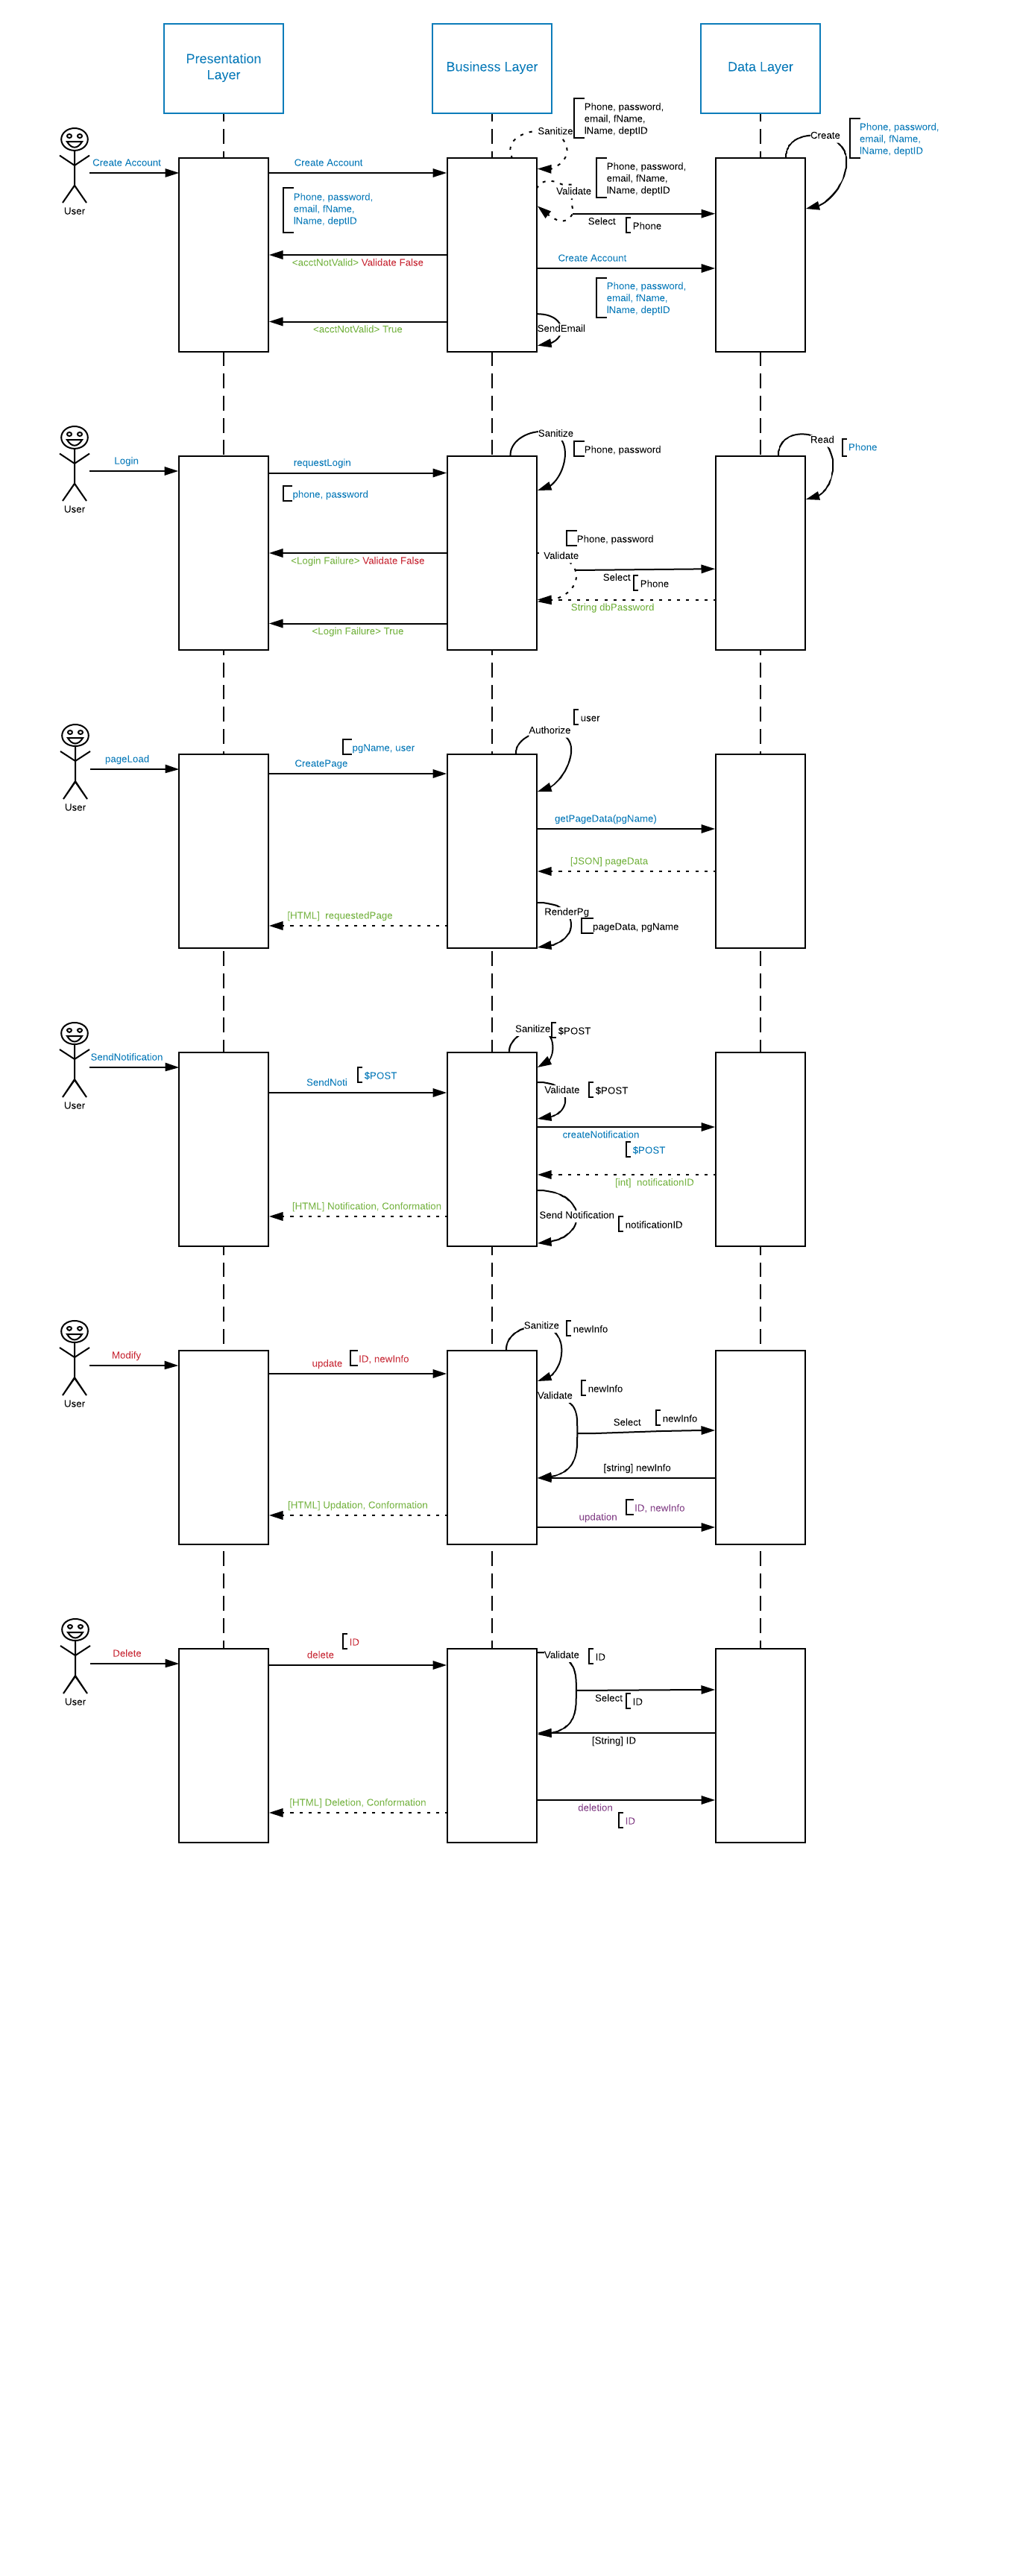 Presentation
Layer
Business Layer
Data Layer
Phone, password,
email, fName,
lName, deptID
Sanitize
Create
Phone, password,
email, fName,
lName, deptID
Create Account
Create Account
Phone, password,
email, fName,
lName, deptID
Validate
User
Phone, password,
email, fName,
lName, deptID
Select
Phone
<acctNotValid> Validate False
Create Account
Phone, password,
email, fName,
lName, deptID
<acctNotValid> True
SendEmail
Sanitize
Phone, password
Read
Phone
Login
requestLogin
phone, password
User
Phone, password
Validate
<Login Failure> Validate False
Select
Phone
String dbPassword
<Login Failure> True
user
Authorize
pageLoad
pgName, user
CreatePage
User
getPageData(pgName)
[JSON] pageData
RenderPg
pageData, pgName
[HTML]  requestedPage
Sanitize
$POST
SendNotification
SendNoti
$POST
Validate
$POST
User
createNotification
$POST
[int]  notificationID
[HTML] Notification, Conformation
Send Notification
notificationID
Sanitize
newInfo
Modify
update
ID, newInfo
Validate
newInfo
User
Select
newInfo
[string] newInfo
[HTML] Updation, Conformation
updation
ID, newInfo
Delete
ID
delete
Validate
ID
User
Select
ID
[String] ID
[HTML] Deletion, Conformation
deletion
ID